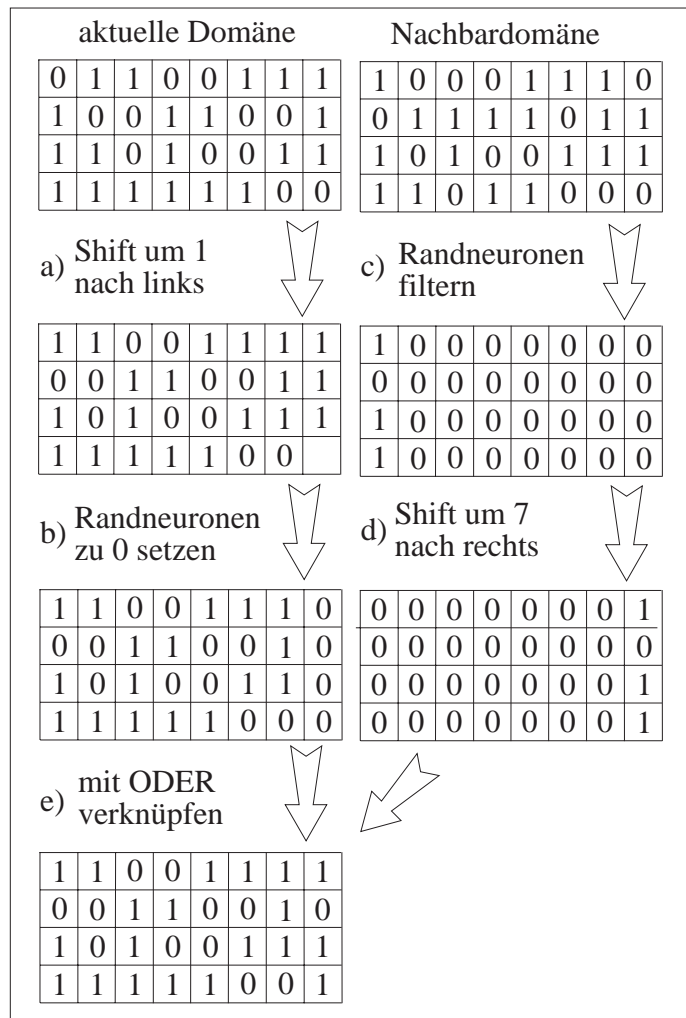 aktuelle Domäne
0 1 1 0 0 1 1 1
1 0 0 1 1 0 0 1
1 1 0 1 0 0 1 1
1 1 1 1 1 1 0 0
Nachbardomäne
1 0 0 0 1 1 1 0
0 1 1 1 1 0 1 1
1 0 1 0 0 1 1 1
1 1 0 1 1 0 0 0
a) Shift um 1
nach links
c) Randneuronen
filtern
1 1 0 0 1 1 1 1
0 0 1 1 0 0 1 1
1 0 1 0 0 1 1 1
1 1 1 1 1 0 0
1 0 0 0 0 0 0 0
0 0 0 0 0 0 0 0
1 0 0 0 0 0 0 0
1 0 0 0 0 0 0 0
b) Randneuronen
zu 0 setzen
d) Shift um 7
nach rechts
1 1 0 0 1 1 1 0
0 0 1 1 0 0 1 0
1 0 1 0 0 1 1 0
1 1 1 1 1 0 0 0
0 0 0 0 0 0 0 1
0 0 0 0 0 0 0 0
0 0 0 0 0 0 0 1
0 0 0 0 0 0 0 1
e) mit ODER
verknüpfen
1 1 0 0 1 1 1 1
0 0 1 1 0 0 1 0
1 0 1 0 0 1 1 1
1 1 1 1 1 0 0 1